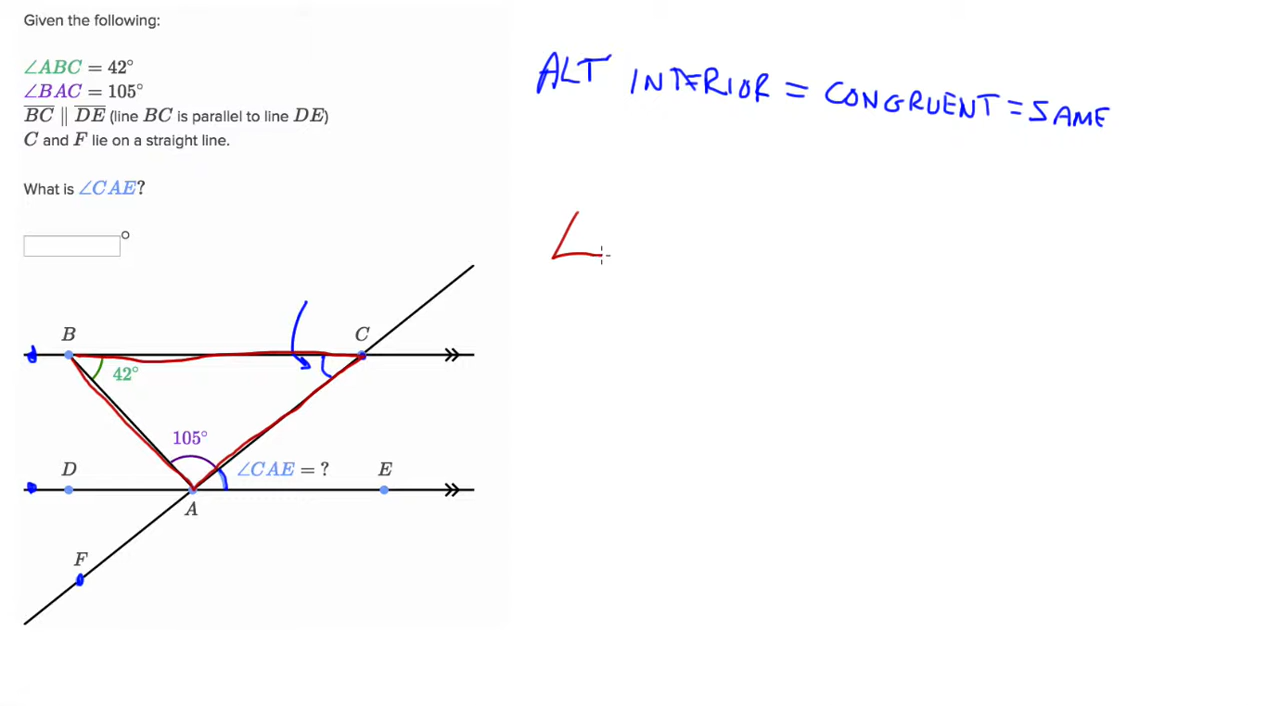 Given the following:
∠ABC = 42°
∠BAC = 105°
BC || DE (line BC is parallel to line DE)
C and F lie on a straight line.
What is ∠CAE?
°
ALT INTERIOR = CONGRUENT = SAME
∠
B
C
42°
105°
D
∠CAE = ?
E
A
F